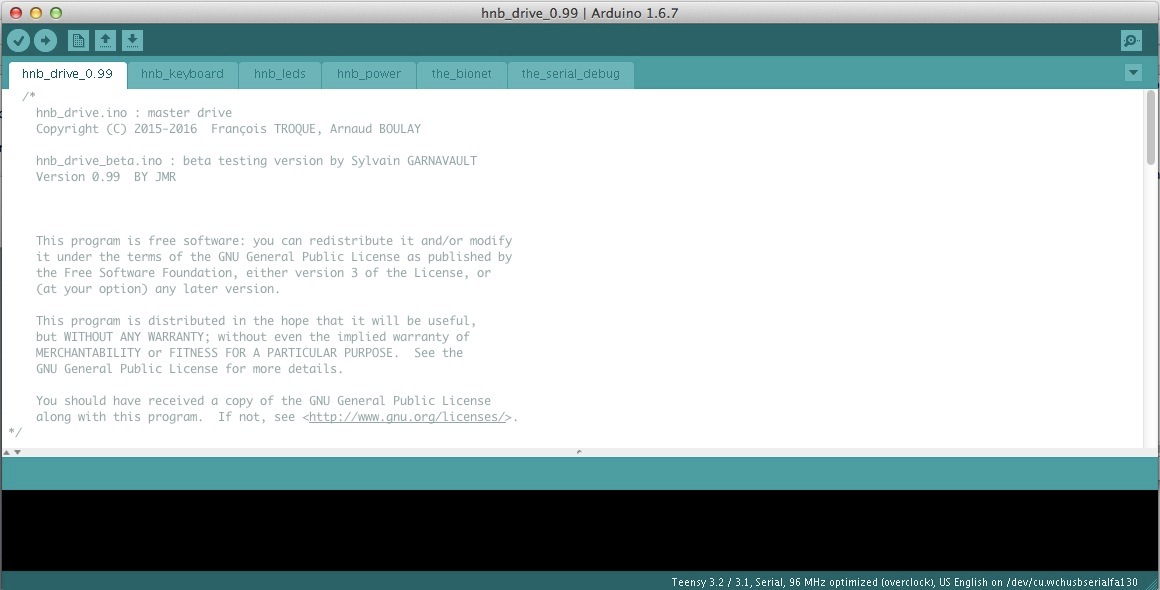 hnb_drive_0.99 | Arduino 1.6.7
hnb_drive_0.99 hnb_keyboard hnb_leds hnb_power the_bionet the_serial_debug
/*
hnb_drive.ino : master drive
Copyright (C) 2015-2016  François TROQUE, Arnaud BOULAY
hnb_drive_beta.ino : beta testing version by Sylvain GARNAVAULT
Version 0.99  BY JMR
This program is free software: you can redistribute it and/or modify
it under the terms of the GNU General Public License as published by
the Free Software Foundation, either version 3 of the License, or
(at your option) any later version.
This program is distributed in the hope that it will be useful,
but WITHOUT ANY WARRANTY; without even the implied warranty of
MERCHANTABILITY or FITNESS FOR A PARTICULAR PURPOSE.  See the
GNU General Public License for more details.
You should have received a copy of the GNU General Public License
along with this program.  If not, see <http://www.gnu.org/licenses/>.
*/
Teensy 3.2 / 3.1, Serial, 96 MHz optimized (overclock), US English on /dev/cu.wchusbserialfa130